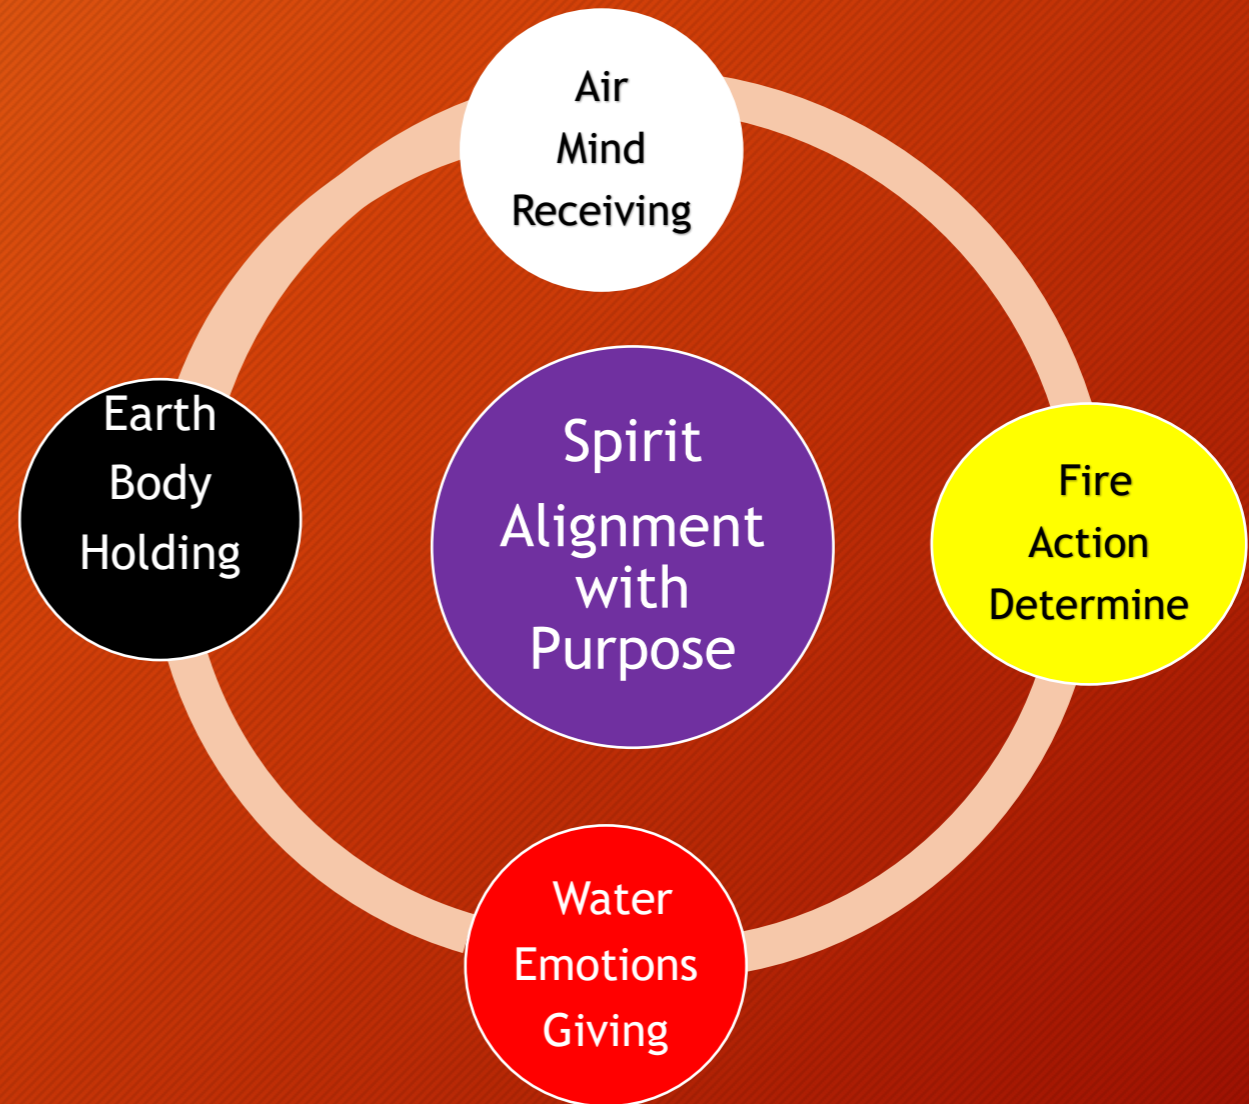 Air
Mind
Receiving
Earth
Body
Holding
Spirit
Alignment
with
Purpose
Fire
Action
Determine
Water
Emotions
Giving